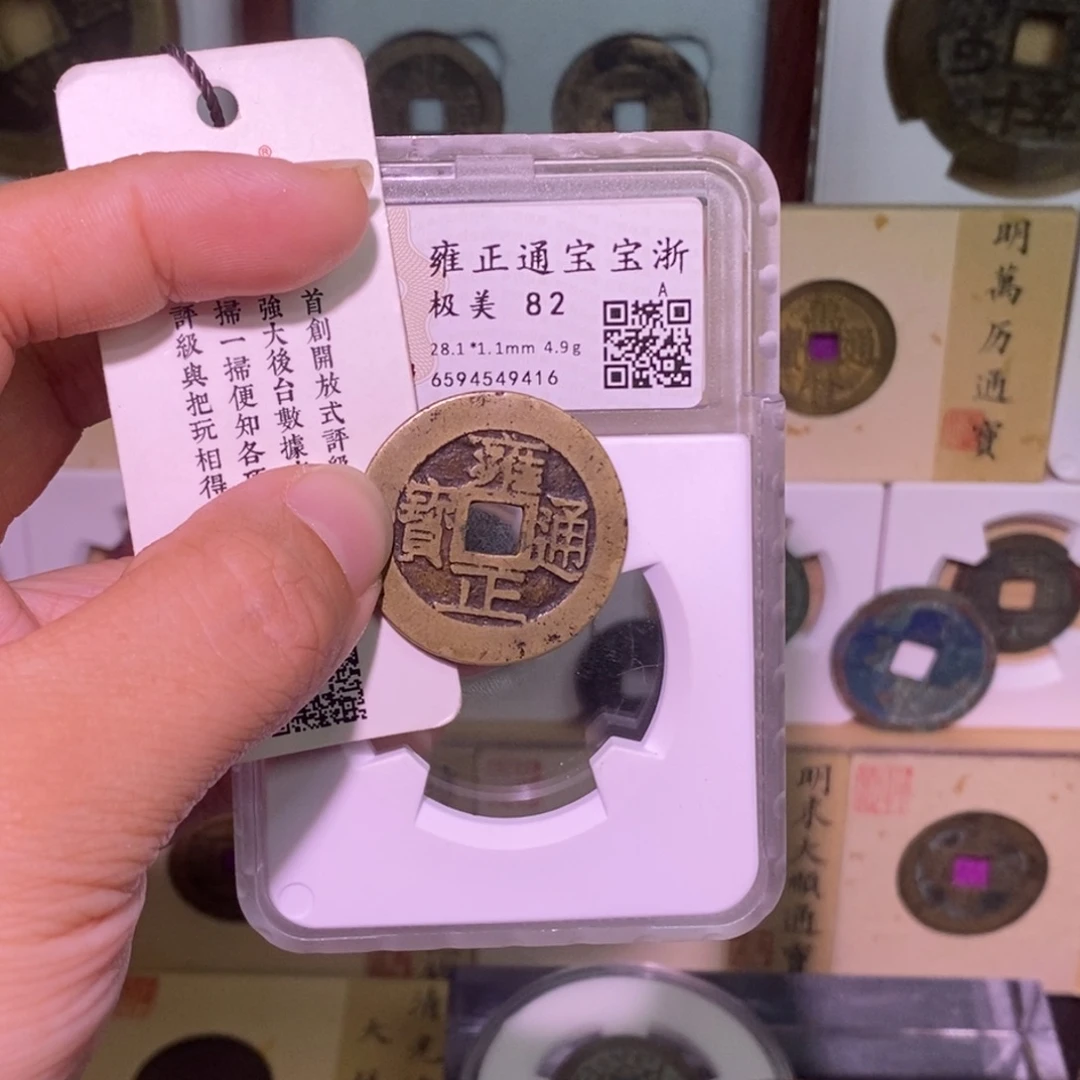 雍正通宝宝浙
极美 82
A
28.1*1.1mm 4.9g
6594549416
®
首創開放式評級
強大後台數據
掃一掃便知各
評級與把玩相得
雍正通寶
明萬历通寳